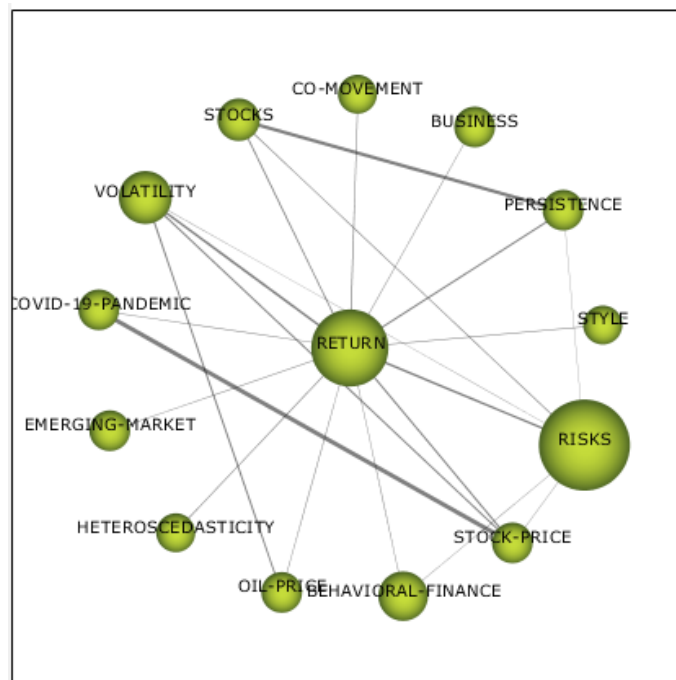 CO-MOVEMENT
STOCKS
BUSINESS
VOLATILITY
PERSISTENCE
COVID-19-PANDEMIC
STYLE
RETURN
EMERGING-MARKET
RISKS
HETEROSCEDASTICITY
STOCK-PRICE
OIL-PRICE
BEHAVIORAL-FINANCE